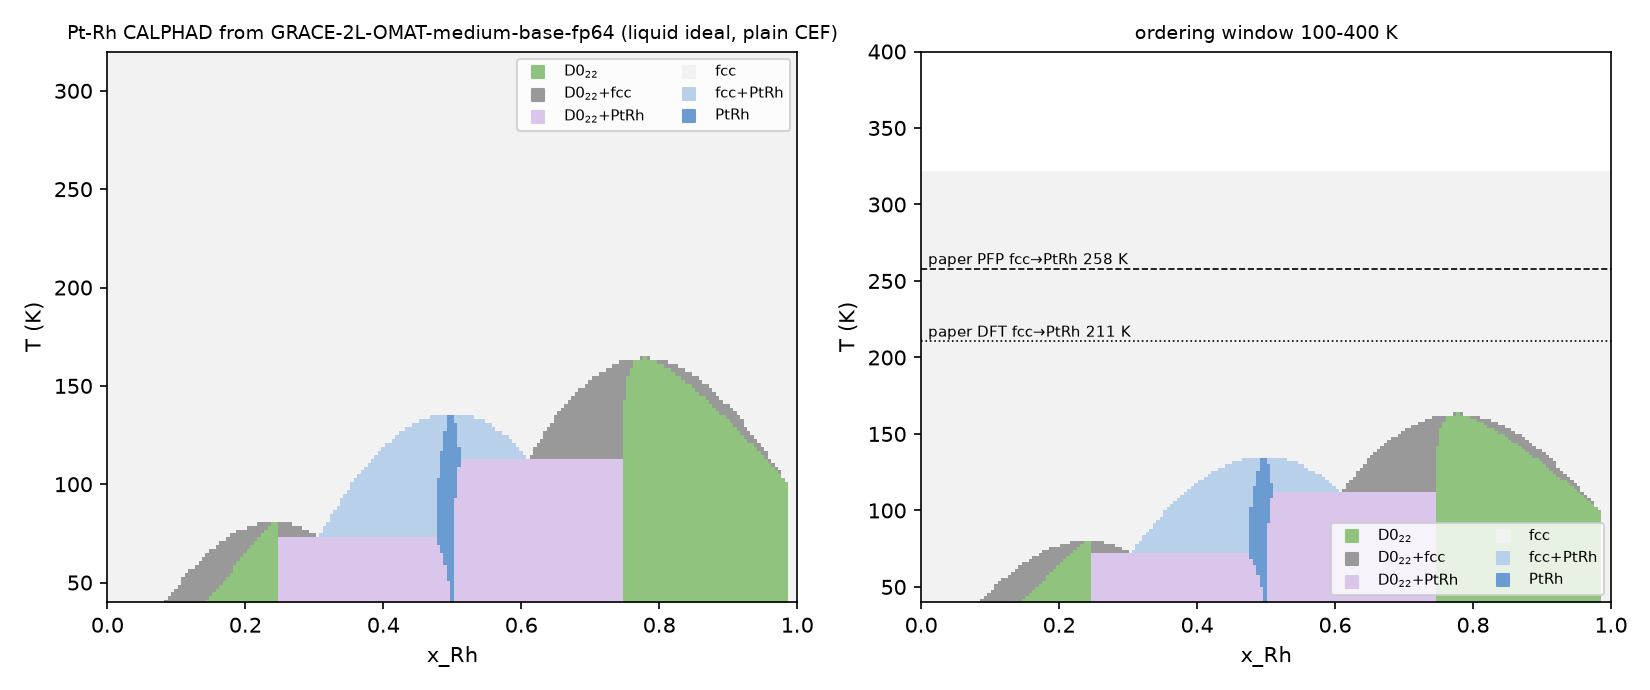 Pt-Rh CALPHAD from GRACE-2L-OMAT-medium-base-fp64 (liquid ideal, plain CEF)
D0₂₂
D0₂₂+fcc
D0₂₂+PtRh
fcc
fcc+PtRh
PtRh
300
250
200
150
100
50
T (K)
0.0 0.2 0.4 0.6 0.8 1.0
x_Rh
ordering window 100-400 K
400
350
300
250
200
150
100
50
T (K)
paper PFP fcc→PtRh 258 K
paper DFT fcc→PtRh 211 K
D0₂₂
D0₂₂+fcc
D0₂₂+PtRh
fcc
fcc+PtRh
PtRh
0.0 0.2 0.4 0.6 0.8 1.0
x_Rh